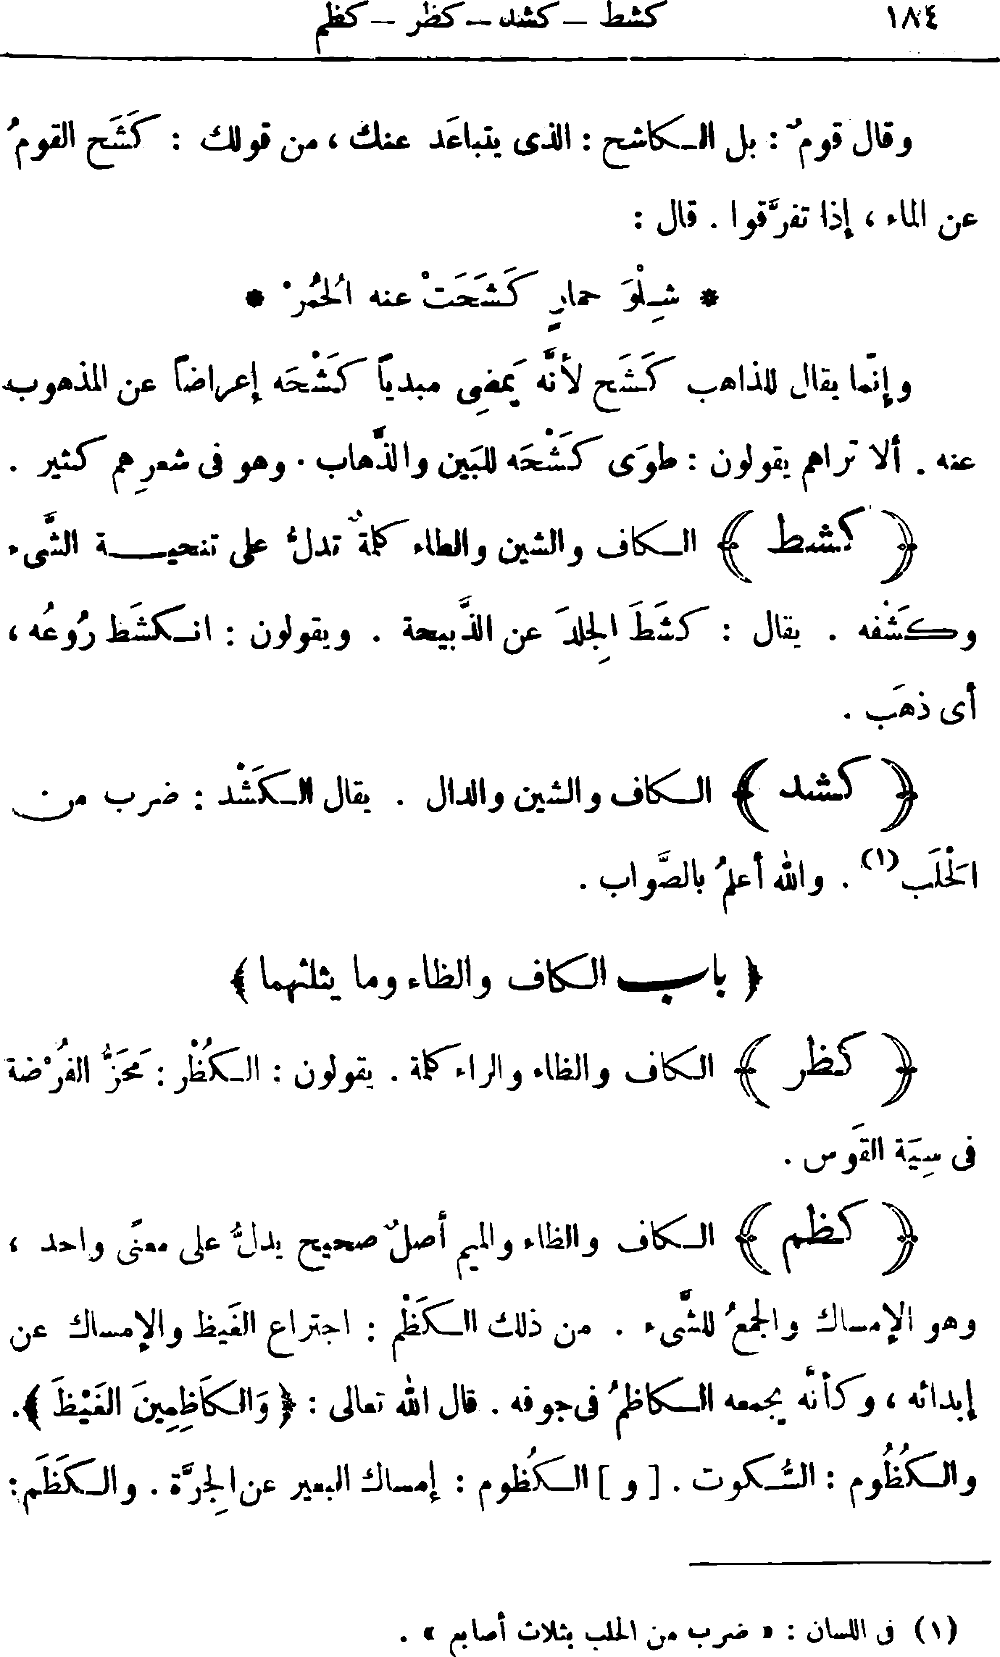 ١٨٤ كشط — كشد — كظر — كظم
وقال قومٌ : بل الكاشح : الذى يتباعَد عنك ، من قولك : كَشَح القومُ
عن الماء ، إذا تفرَّقوا . قال :
* شِلْوَ حمارٍ كَشَحَتْ عنه الحُمُرْ *
وإنّما يقال للذاهب كَشَح لأنَّه يَمضِى مبدياً كَشْحَه إعراضاً عن المذهوب
عنه . ألا تراهم يقولون : طوَى كَشْحَه للبَين والذَّهاب . وهو فى شعرِهم كثير .
﴿ كشط ﴾ الكاف والشين والطاء كلمةٌ تدلُّ على تنحيـة الشَّىء
وكَشْفه . يقال : كشَطَ الجِلدَ عن الذَّبيحة . ويقولون : انكشَط رُوعُه ،
أى ذهَب .
﴿ كشد ﴾ الكاف والشين والدال . يقال الكَشْد : ضرب من
الخَلْب(١) . والله أعلمُ بالصَّواب .
﴿ باب الكاف والظاء وما يثلثهما ﴾
﴿ كظر ﴾ الكاف والظاء والراء كلمة . يقولون : الكُظْر : مَحَزُّ الفُرْضة
فى سِيَة القَوس .
﴿ كظم ﴾ الكاف والظاء والميم أصلٌ صحيح يدلُّ على معنًى واحد ،
وهو الإمساك والجمعُ للشَّىء . من ذلك الكَظْم : اجتراع الغَيظ والإمساك عن
إبدائه ، وكأنَّه يجمعه الكاظمُ فى جوفه . قال الله تعالى : ﴿ وَالكَاظِمِينَ الغَيْظَ ﴾.
والكُظُوم : السُّكوت . [ و ] الكُظوم : إمساك البعير عن الجِرَّة . والكَظَم :
(١) فى اللسان : « ضرب من الحلب بثلاث أصابع » .